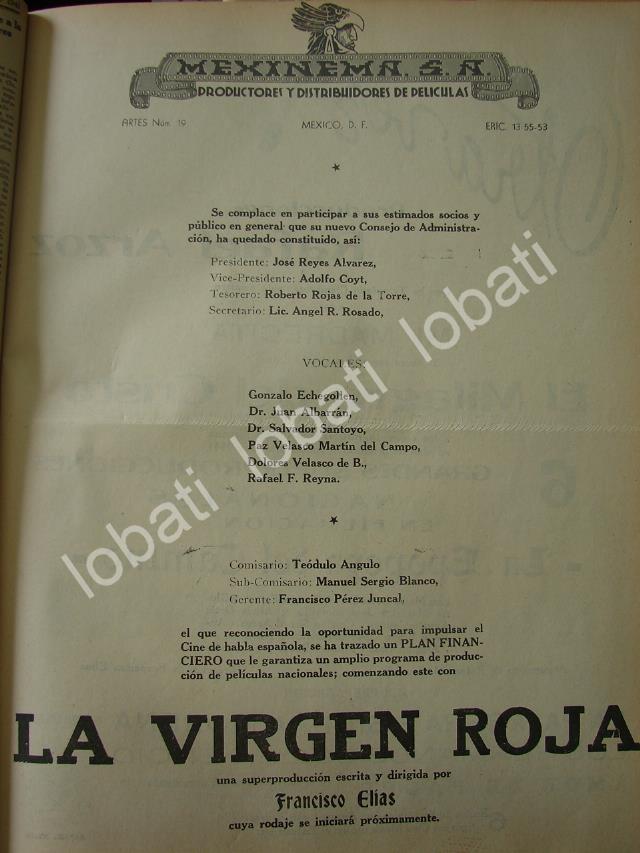 MEXINEMA, S.A.
PRODUCTORES Y DISTRIBUIDORES DE PELICULAS
ARTES Núm. 19 MEXICO, D. F. ERIC. 13-55-53
Se complace en participar a sus estimados socios y
público en general que su nuevo Consejo de Administra-
ción, ha quedado constituido, así:
Presidente: José Reyes Alvarez,
Vice-Presidente: Adolfo Coyt,
Tesorero: Roberto Rojas de la Torre,
Secretario: Lic. Angel R. Rosado,
VOCALES:
Gonzalo Echegollen,
Dr. Juan Albarrán,
Dr. Salvador Santoyo,
Paz Velasco Martín del Campo,
Dolores Velasco de B.,
Rafael F. Reyna.
Comisario: Teódulo Angulo
Sub-Comisario: Manuel Sergio Blanco,
Gerente: Francisco Pérez Juncal,
el que reconociendo la oportunidad para impulsar el
Cine de habla española, se ha trazado un PLAN FINAN-
CIERO que le garantiza un amplio programa de produc-
ción de películas nacionales; comenzando este con
LA VIRGEN ROJA
una superproducción escrita y dirigida por
Francisco Elías
cuya rodaje se iniciará próximamente.
lobati lobati lobati lobati